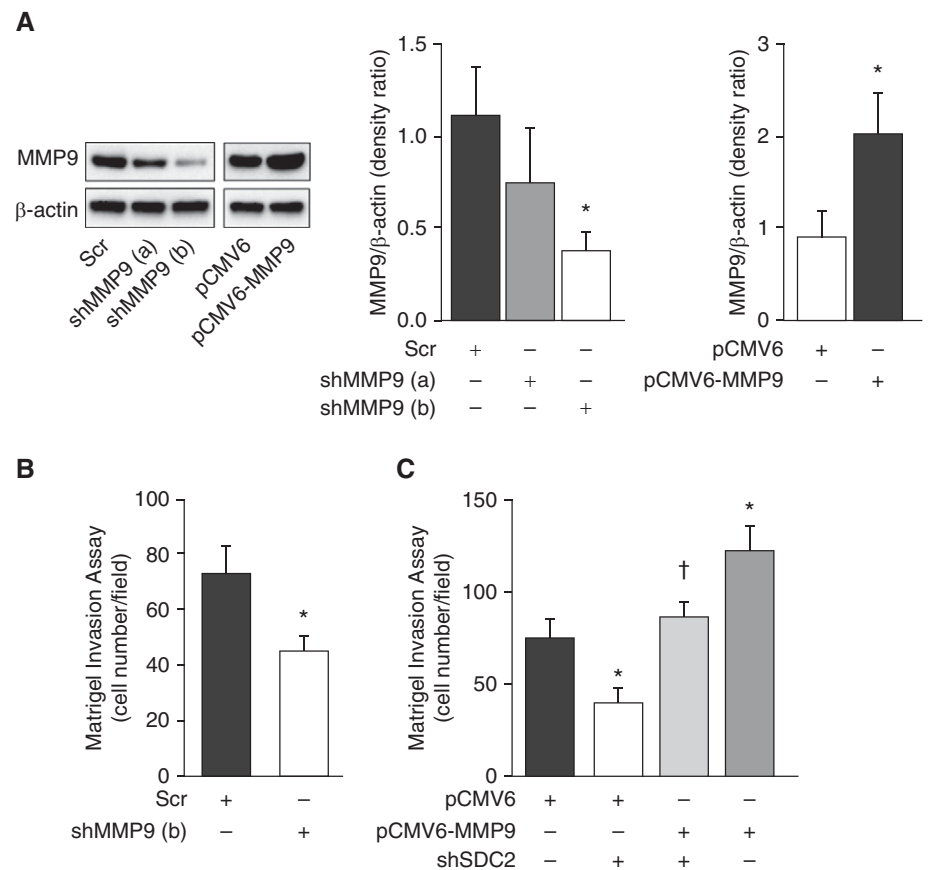 A
MMP9
β-actin
Scr
shMMP9 (a)
shMMP9 (b)
pCMV6
pCMV6-MMP9
MMP9/β-actin (density ratio)
1.5
1.0
0.5
0.0
*
Scr + – –
shMMP9 (a) – + –
shMMP9 (b) – – +
MMP9/β-actin (density ratio)
3
2
1
0
*
pCMV6 + –
pCMV6-MMP9 – +
B
Matrigel Invasion Assay
(cell number/field)
100
80
60
40
20
0
*
Scr + –
shMMP9 (b) – +
C
Matrigel Invasion Assay
(cell number/field)
150
100
50
0
*
†
*
pCMV6 + + – –
pCMV6-MMP9 – – + +
shSDC2 – + + –